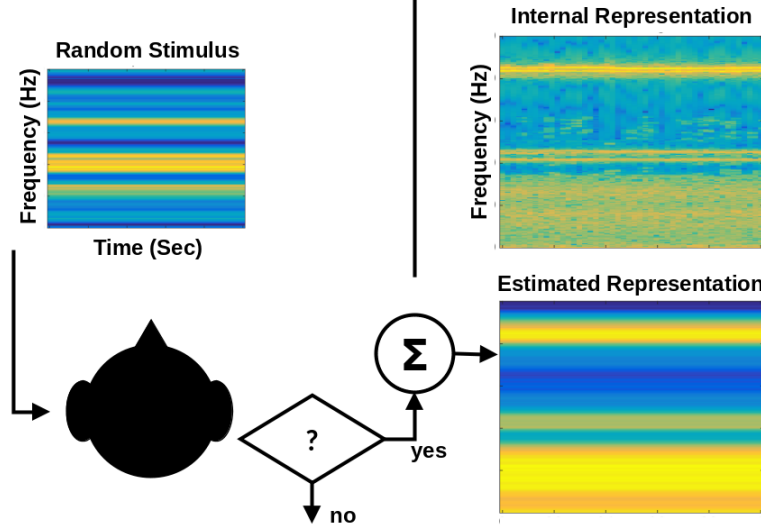 Internal Representation
Random Stimulus
Frequency (Hz)
Frequency (Hz)
Time (Sec)
Estimated Representation
Σ
?
yes
no